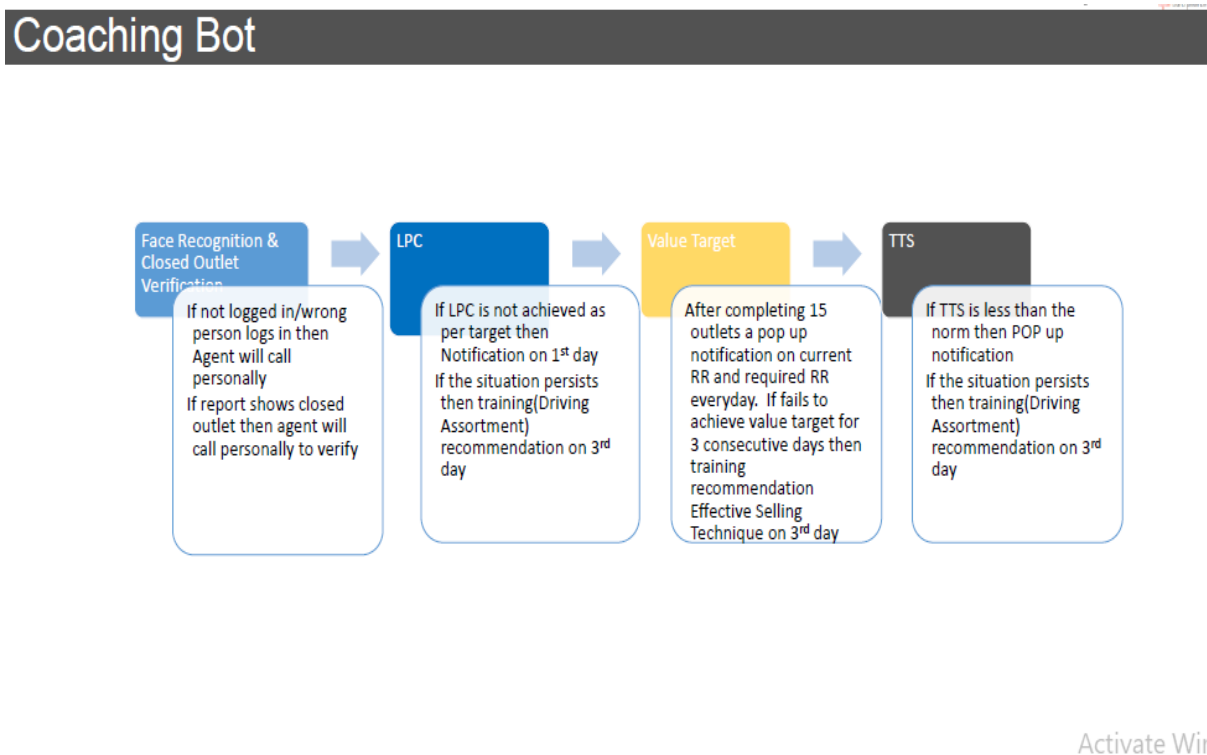 Coaching Bot
Face Recognition &
Closed Outlet
Verification
If not logged in/wrong
person logs in then
Agent will call
personally
If report shows closed
outlet then agent will
call personally to verify
LPC
If LPC is not achieved as
per target then
Notification on 1st day
If the situation persists
then training(Driving
Assortment)
recommendation on 3rd
day
Value Target
After completing 15
outlets a pop up
notification on current
RR and required RR
everyday. If fails to
achieve value target for
3 consecutive days then
training
recommendation
Effective Selling
Technique on 3rd day
TTS
If TTS is less than the
norm then POP up
notification
If the situation persists
then training(Driving
Assortment)
recommendation on 3rd
day
Activate Win